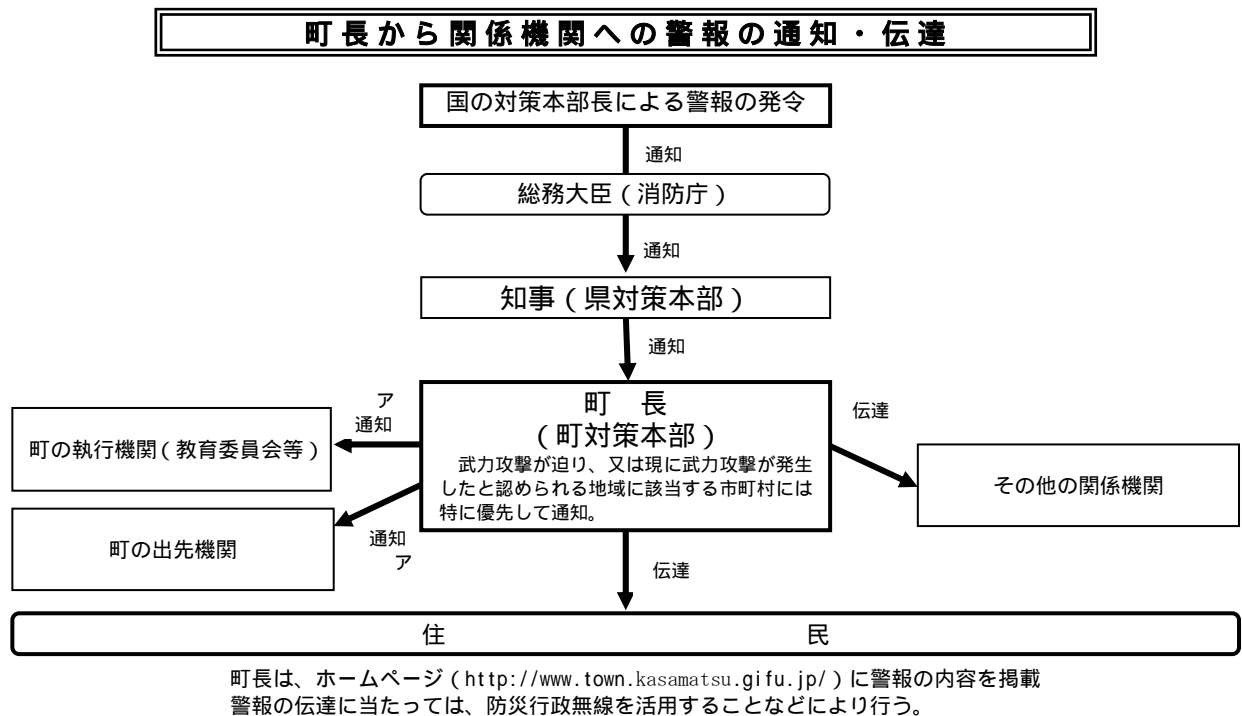 町長から関係機関への警報の通知・伝達
国の対策本部長による警報の発令
通知
総務大臣(消防庁)
通知
知事(県対策本部)
通知
町 長
(町対策本部)
武力攻撃が迫り、又は現に武力攻撃が発生
したと認められる地域に該当する市町村には
特に優先して通知。
ア
通知
町の執行機関(教育委員会等)
伝達
その他の関係機関
通知
ア
町の出先機関
伝達
住 民
町長は、ホームページ(http://www.town.kasamatsu.gifu.jp/)に警報の内容を掲載
警報の伝達に当たっては、防災行政無線を活用することなどにより行う。